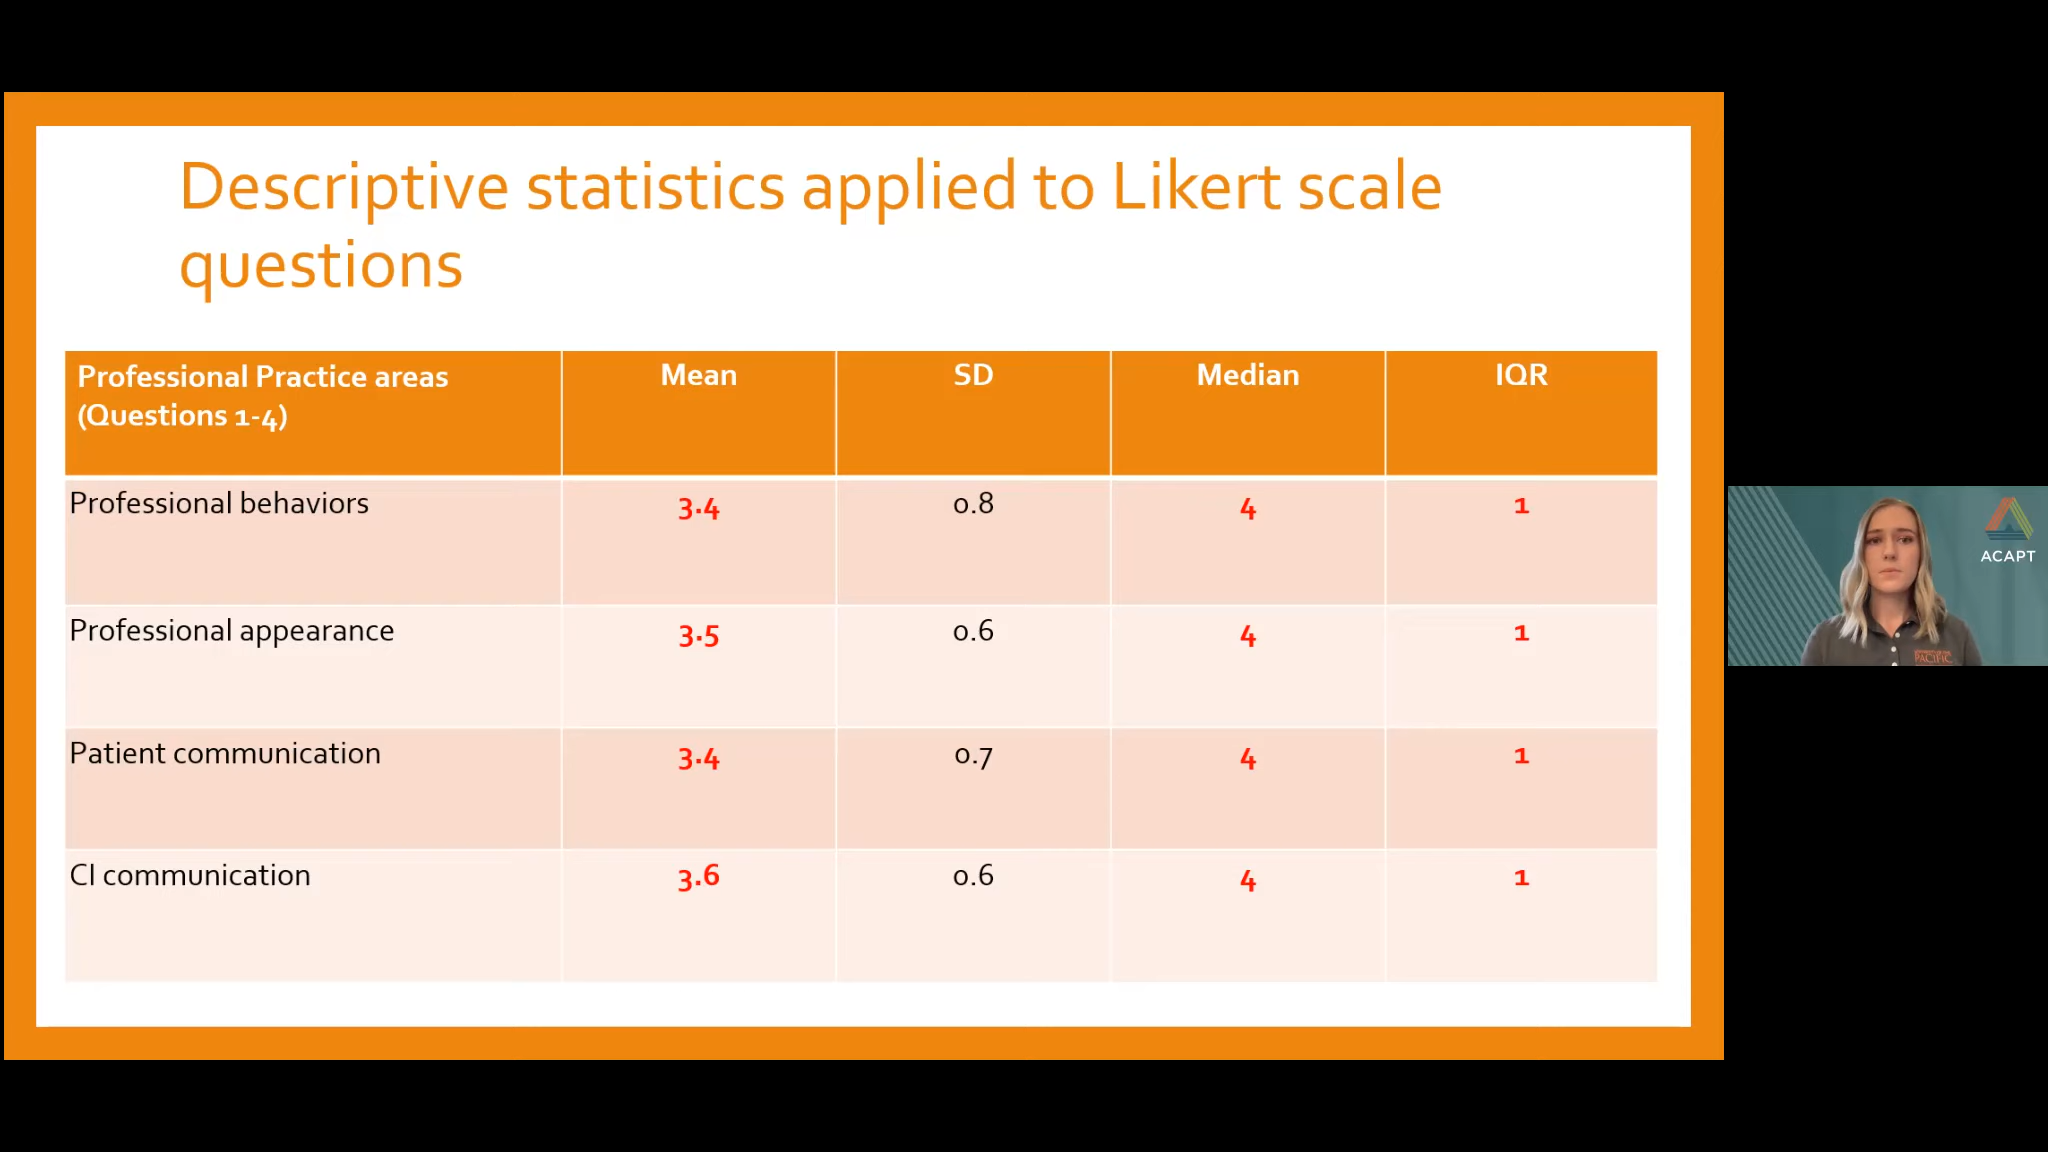 Descriptive statistics applied to Likert scale
questions
Professional Practice areas
(Questions 1-4)
Mean
SD
Median
IQR
Professional behaviors
3.4
0.8
4
1
Professional appearance
3.5
0.6
4
1
Patient communication
3.4
0.7
4
1
CI communication
3.6
0.6
4
1
ACAPT
PACIFIC